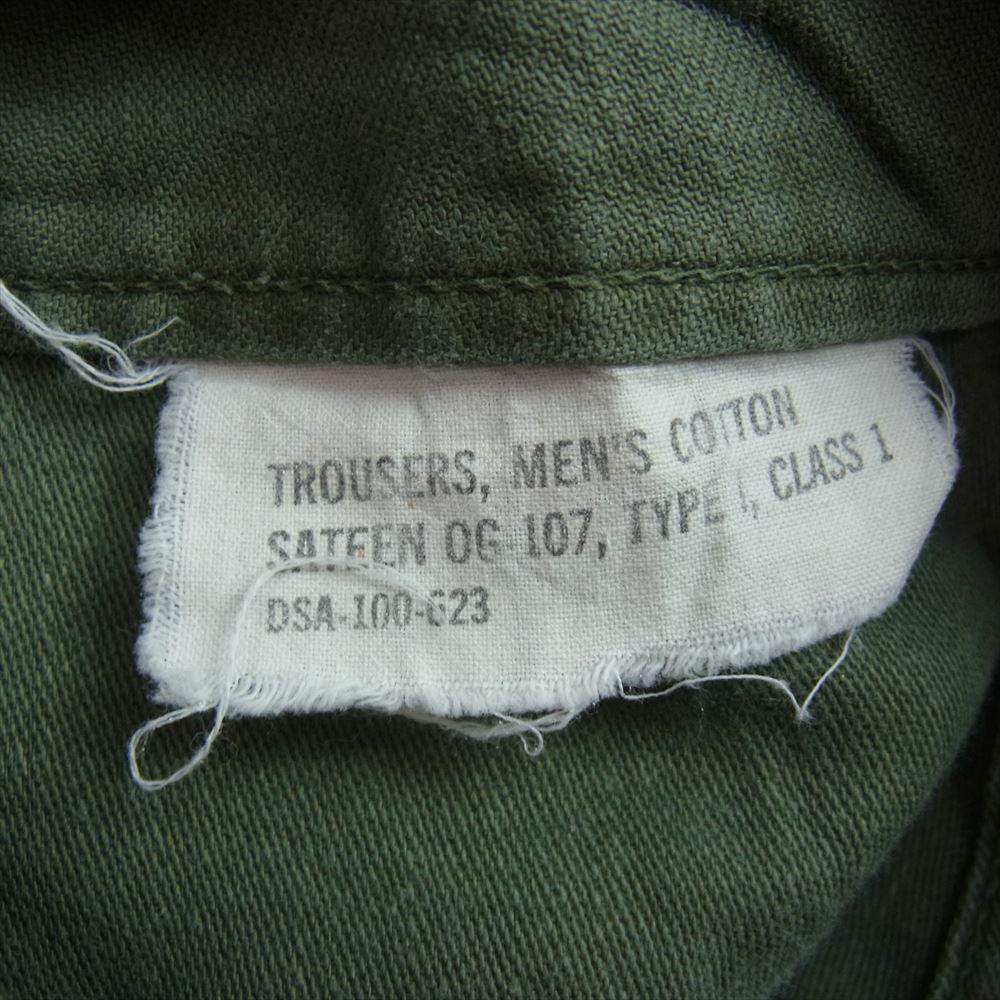 TROUSERS, MEN'S COTTON
SATEEN OG 107, TYPE I, CLASS 1
DSA-100-623